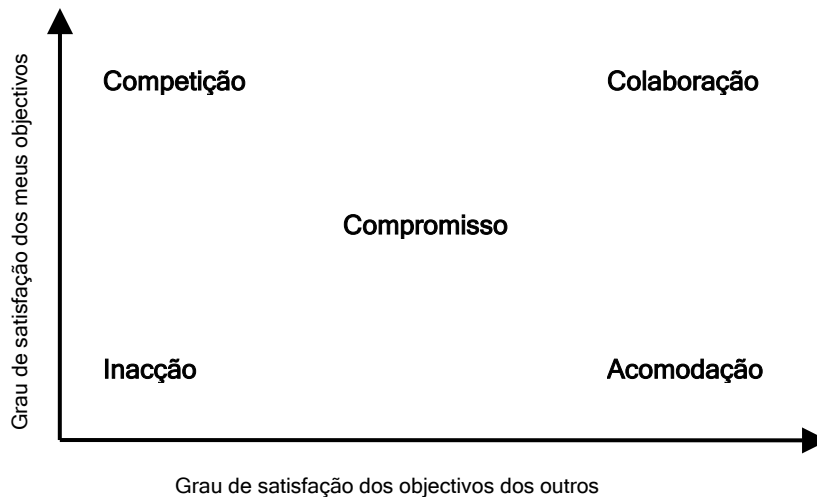 Grau de satisfação dos meus objectivos
Competição
Colaboração
Compromisso
Inacção
Acomodação
Grau de satisfação dos objectivos dos outros